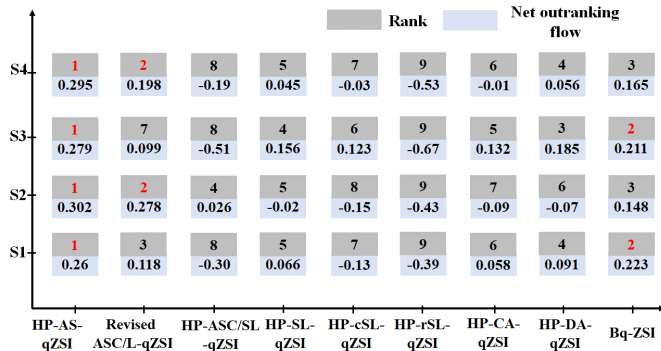 Rank
Net outranking
flow
S4
1 2 8 5 7 9 6 4 3
0.295 0.198 -0.19 0.045 -0.03 -0.53 -0.01 0.056 0.165
S3
1 7 8 4 6 9 5 3 2
0.279 0.099 -0.51 0.156 0.123 -0.67 0.132 0.185 0.211
S2
1 2 4 5 8 9 7 6 3
0.302 0.278 0.026 -0.02 -0.15 -0.43 -0.09 -0.07 0.148
S1
1 3 8 5 7 9 6 4 2
0.26 0.118 -0.30 0.066 -0.13 -0.39 0.058 0.091 0.223
HP-AS-
qZSI
Revised
ASC/L-qZSI
HP-ASC/SL
-qZSI
HP-SL-
qZSI
HP-cSL-
qZSI
HP-rSL-
qZSI
HP-CA-
qZSI
HP-DA-
qZSI
Bq-ZSI